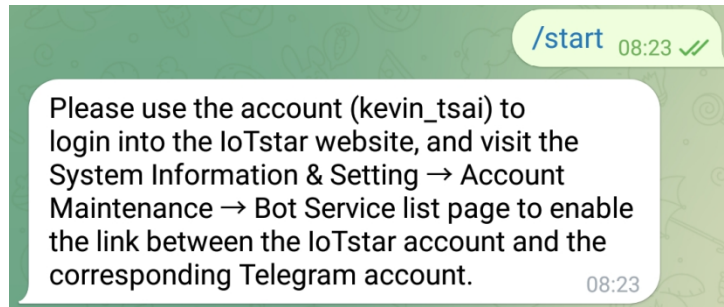 /start 08:23
Please use the account (kevin_tsai) to
login into the IoTstar website, and visit the
System Information & Setting → Account
Maintenance → Bot Service list page to enable
the link between the IoTstar account and the
corresponding Telegram account.
08:23